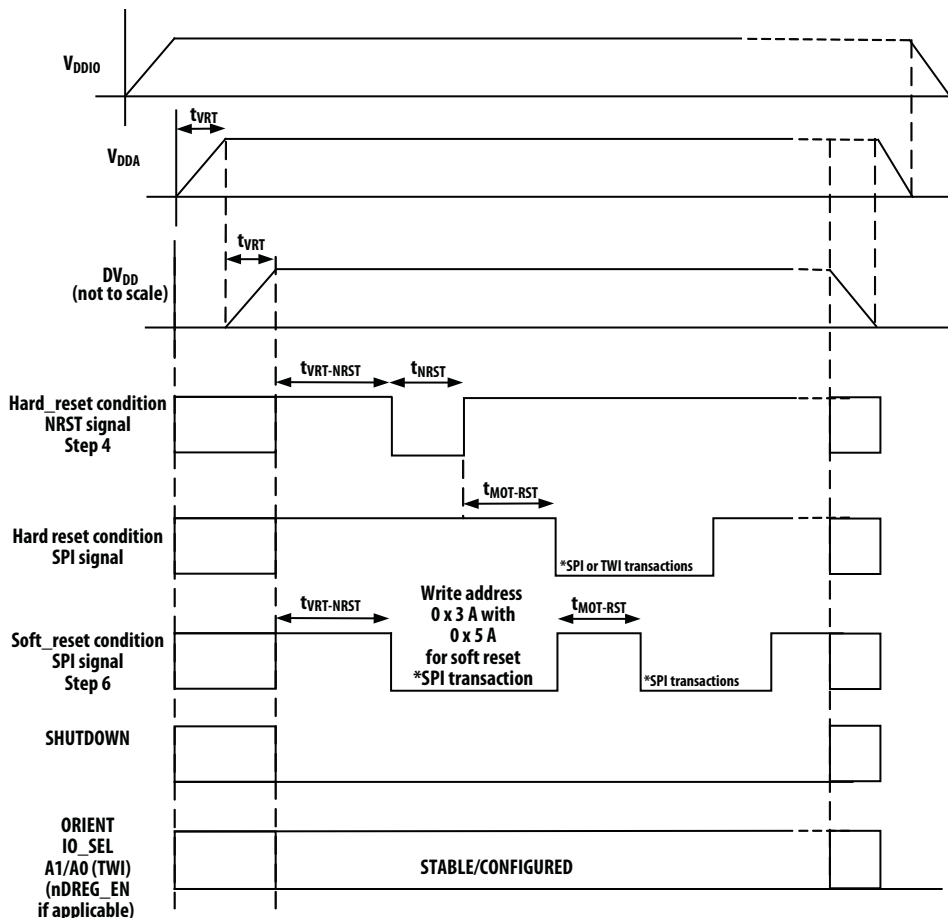 VDDIO
tVRT
VDDA
tVRT
DVDD
(not to scale)
tVRT-NRST
tNRST
Hard_reset condition
NRST signal
Step 4
tMOT-RST
Hard reset condition
SPI signal
*SPI or TWI transactions
tVRT-NRST
Write address
0 x 3 A with
0 x 5 A
for soft reset
*SPI transaction
tMOT-RST
Soft_reset condition
SPI signal
Step 6
*SPI transactions
SHUTDOWN
ORIENT
IO_SEL
A1/A0 (TWI)
(nDREG_EN
if applicable)
STABLE/CONFIGURED